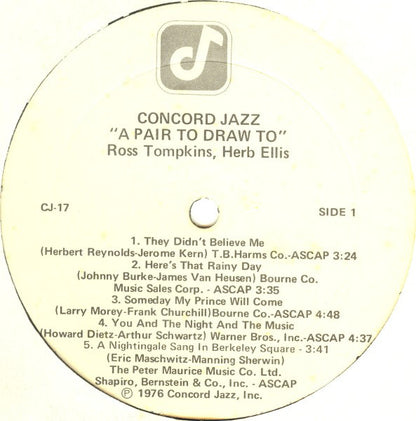 CONCORD JAZZ
"A PAIR TO DRAW TO"
Ross Tompkins, Herb Ellis
CJ-17
SIDE 1
1. They Didn't Believe Me
(Herbert Reynolds-Jerome Kern) T.B.Harms Co.-ASCAP 3:24
2. Here's That Rainy Day
(Johnny Burke-James Van Heusen) Bourne Co.
Music Sales Corp. - ASCAP 3:35
3. Someday My Prince Will Come
(Larry Morey-Frank Churchill)Bourne Co.-ASCAP 4:48
4. You And The Night And The Music
(Howard Dietz-Arthur Schwartz) Warner Bros., Inc.-ASCAP 4:37
5. A Nightingale Sang In Berkeley Square - 3:41
(Eric Maschwitz-Manning Sherwin)
The Peter Maurice Music Co. Ltd.
Shapiro, Bernstein & Co., Inc. - ASCAP
℗ 1976 Concord Jazz, Inc.